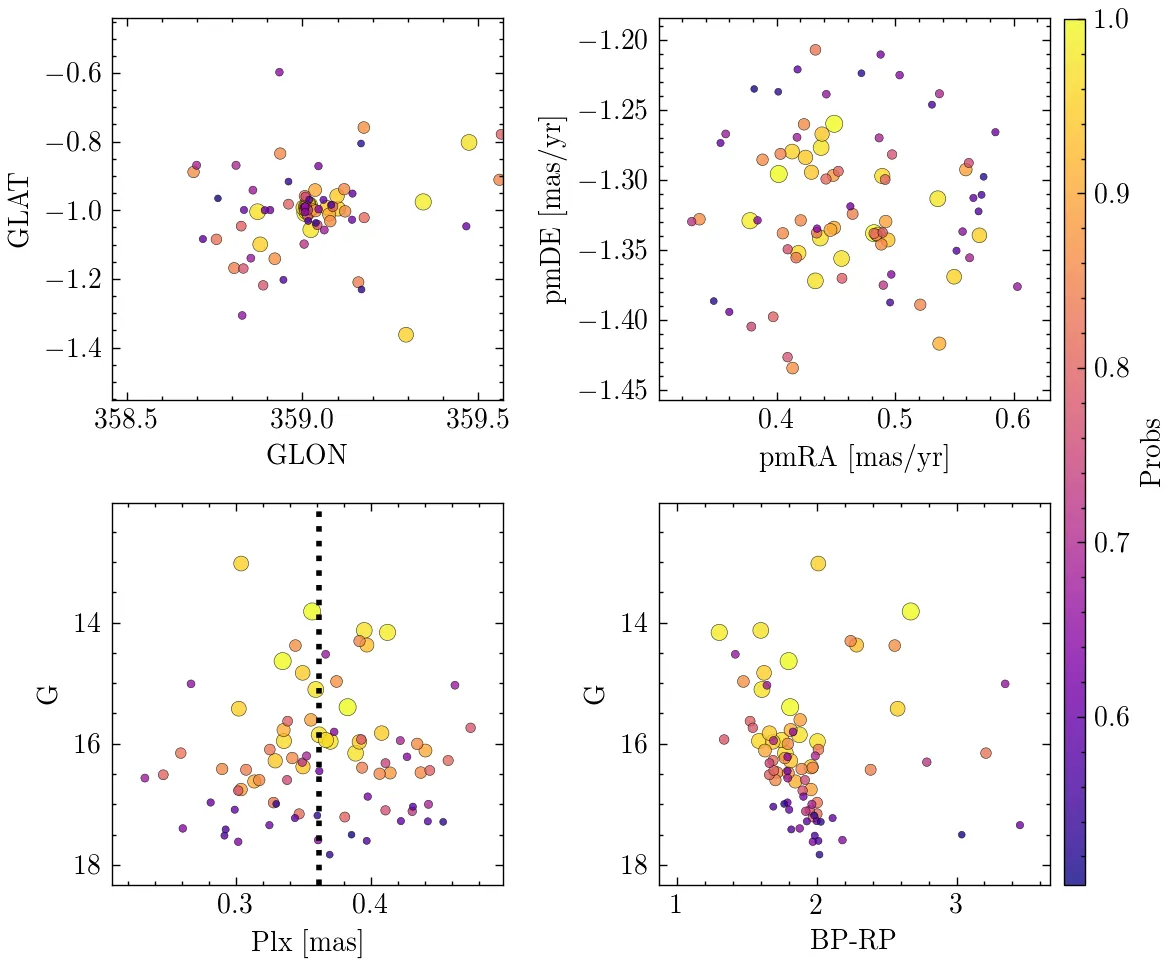 −0.6
−0.8
−1.0
−1.2
−1.4
GLAT
358.5 359.0 359.5
GLON
−1.20
−1.25
−1.30
−1.35
−1.40
−1.45
pmDE [mas/yr]
0.4 0.5 0.6
pmRA [mas/yr]
1.0
0.9
0.8
0.7
0.6
Probs
14
16
18
G
0.3 0.4
Plx [mas]
14
16
18
G
1 2 3
BP-RP